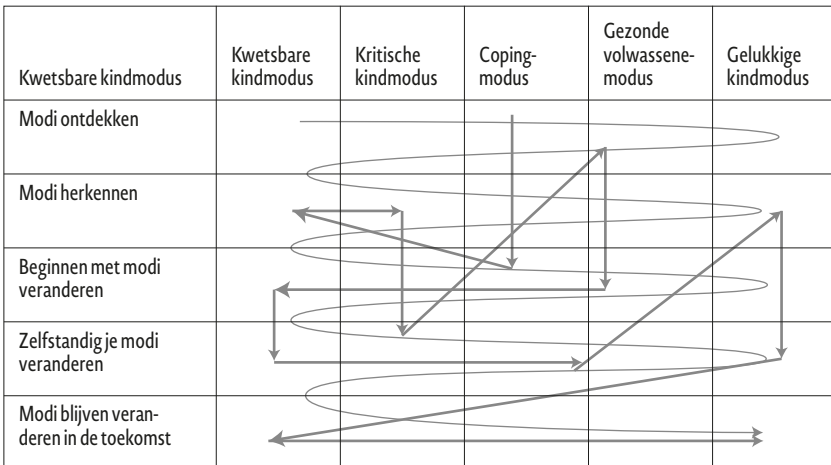 Kwetsbare kindmodus
Kwetsbare
kindmodus
Kritische
kindmodus
Coping-
modus
Gezonde
volwassene-
modus
Gelukkige
kindmodus
Modi ontdekken
Modi herkennen
Beginnen met modi
veranderen
Zelfstandig je modi
veranderen
Modi blijven veran-
deren in de toekomst